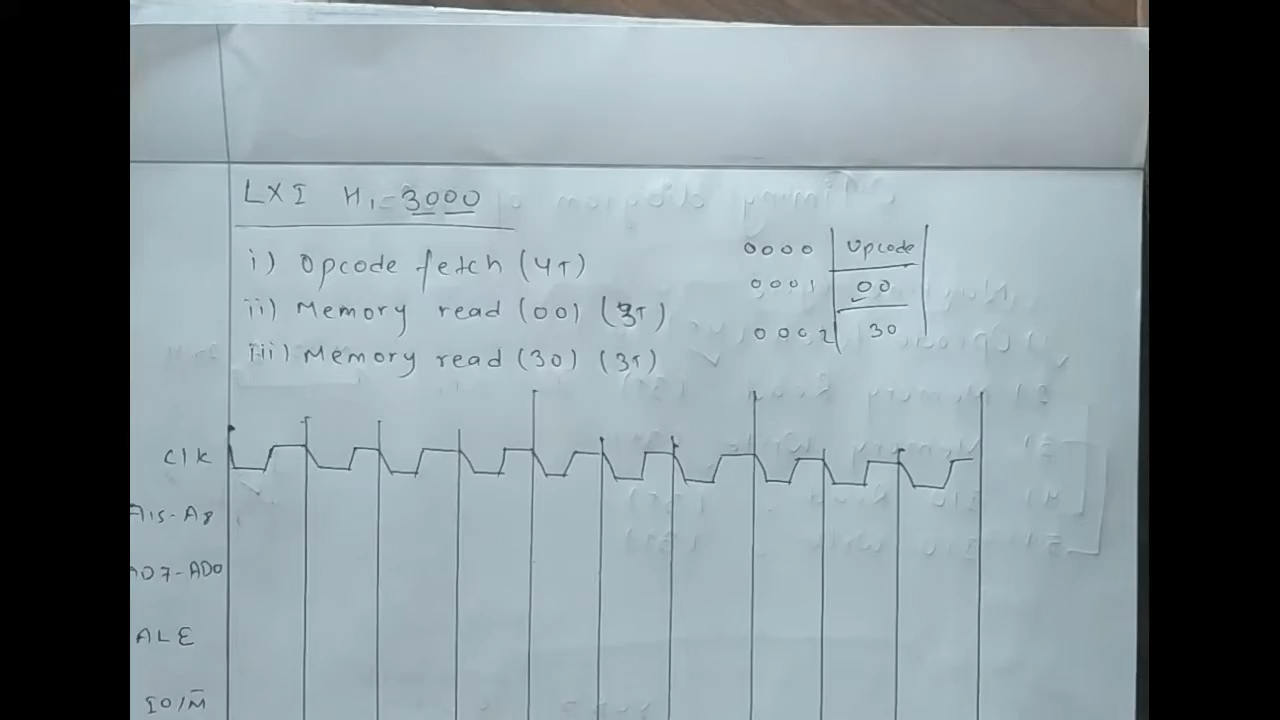 LXI H,-3000
i) Opcode fetch (4T)
ii) Memory read (00) (3T)
iii) Memory read (30) (3T)
0000 Opcode
0001 00
0002 30
Clk
A15-A8
AD7-AD0
ALE
IO/M̅